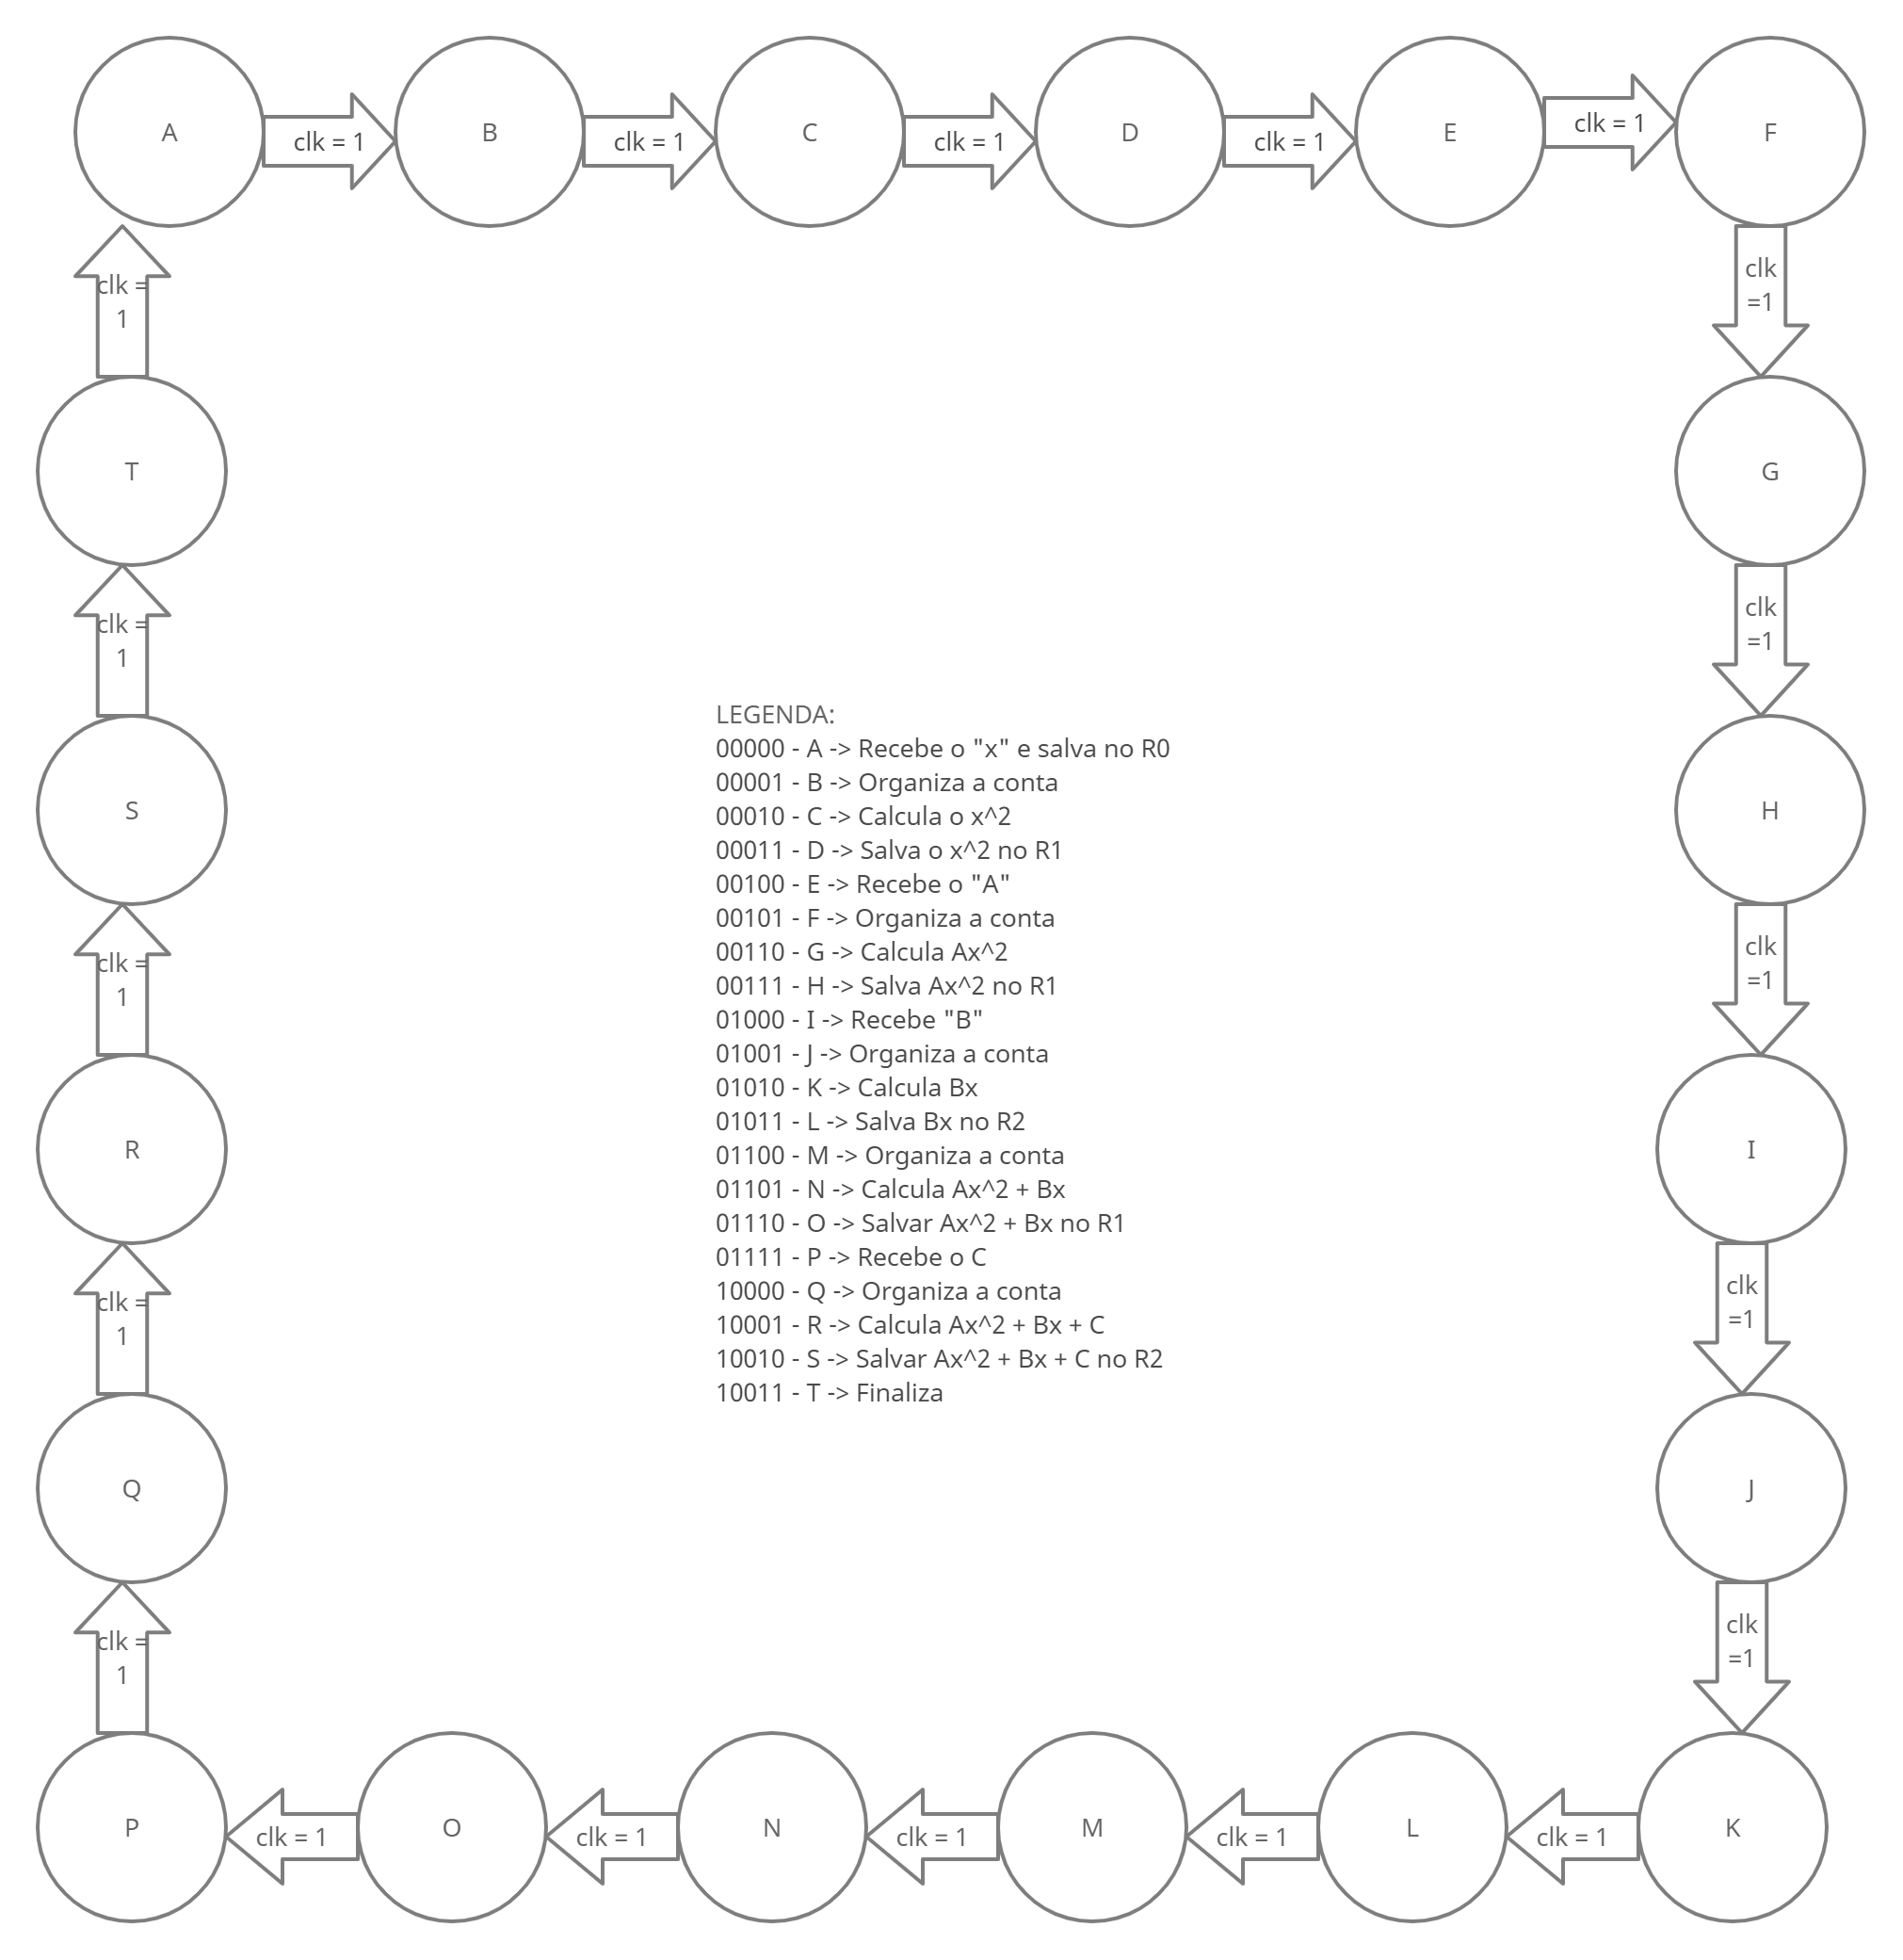 A
clk = 1
B
clk = 1
C
clk = 1
D
clk = 1
E
clk = 1
F
clk
=1
G
clk
=1
H
clk
=1
I
clk
=1
J
clk
=1
K
clk = 1
L
clk = 1
M
clk = 1
N
clk = 1
O
clk = 1
P
clk =
1
Q
clk =
1
R
clk =
1
S
clk =
1
T
clk =
1
LEGENDA:
00000 - A -> Recebe o "x" e salva no R0
00001 - B -> Organiza a conta
00010 - C -> Calcula o x^2
00011 - D -> Salva o x^2 no R1
00100 - E -> Recebe o "A"
00101 - F -> Organiza a conta
00110 - G -> Calcula Ax^2
00111 - H -> Salva Ax^2 no R1
01000 - I -> Recebe "B"
01001 - J -> Organiza a conta
01010 - K -> Calcula Bx
01011 - L -> Salva Bx no R2
01100 - M -> Organiza a conta
01101 - N -> Calcula Ax^2 + Bx
01110 - O -> Salvar Ax^2 + Bx no R1
01111 - P -> Recebe o C
10000 - Q -> Organiza a conta
10001 - R -> Calcula Ax^2 + Bx + C
10010 - S -> Salvar Ax^2 + Bx + C no R2
10011 - T -> Finaliza